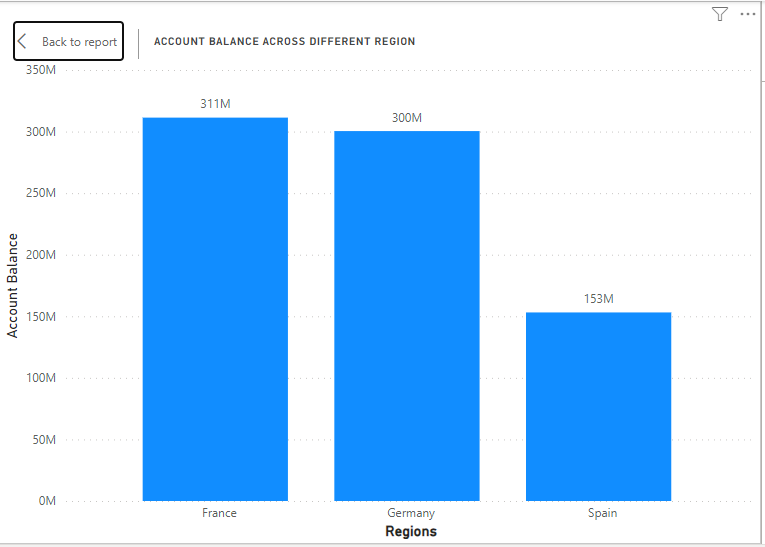 Back to report
ACCOUNT BALANCE ACROSS DIFFERENT REGION
350M
300M
250M
200M
150M
100M
50M
0M
Account Balance
311M
300M
153M
France
Germany
Spain
Regions